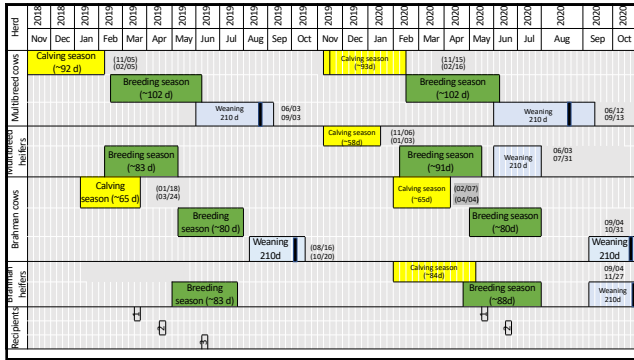 Herd
2018 2018 2019 2019 2019 2019 2019 2019 2019 2019 2019 2019 2019 2020 2020 2020 2020 2020 2020 2020 2020 2020 2020
Nov Dec Jan Feb Mar Apr May Jun Jul Aug Sep Oct Nov Dec Jan Feb Mar Apr May Jun Jul Aug Sep Oct
Multibreed cows
Calving season
(~92 d)
(11/05)
(02/05)
Calving season
(~93d)
(11/15)
(02/16)
Breeding season
(~102 d)
Breeding season
(~102 d)
Weaning
210 d
06/03
09/03
Weaning
210 d
06/12
09/13
Multibreed
heifers
Calving season
(~58d)
(11/06)
(01/03)
Breeding season
(~83 d)
Breeding season
(~91d)
Weaning
210 d
06/03
07/31
Brahman cows
Calving
season (~65 d)
(01/18)
(03/24)
Calving season
(~65d)
(02/07)
(04/04)
Breeding
season (~80 d)
Breeding season
(~80d)
Weaning
210d
(08/16)
(10/20)
09/04
10/31
Weaning
210d
Brahman
heifers
Calving season
(~84d)
09/04
11/27
Breeding
season (~83 d)
Breeding season
(~88d)
Weaning
210d
Recipients
1
2
3
1
2